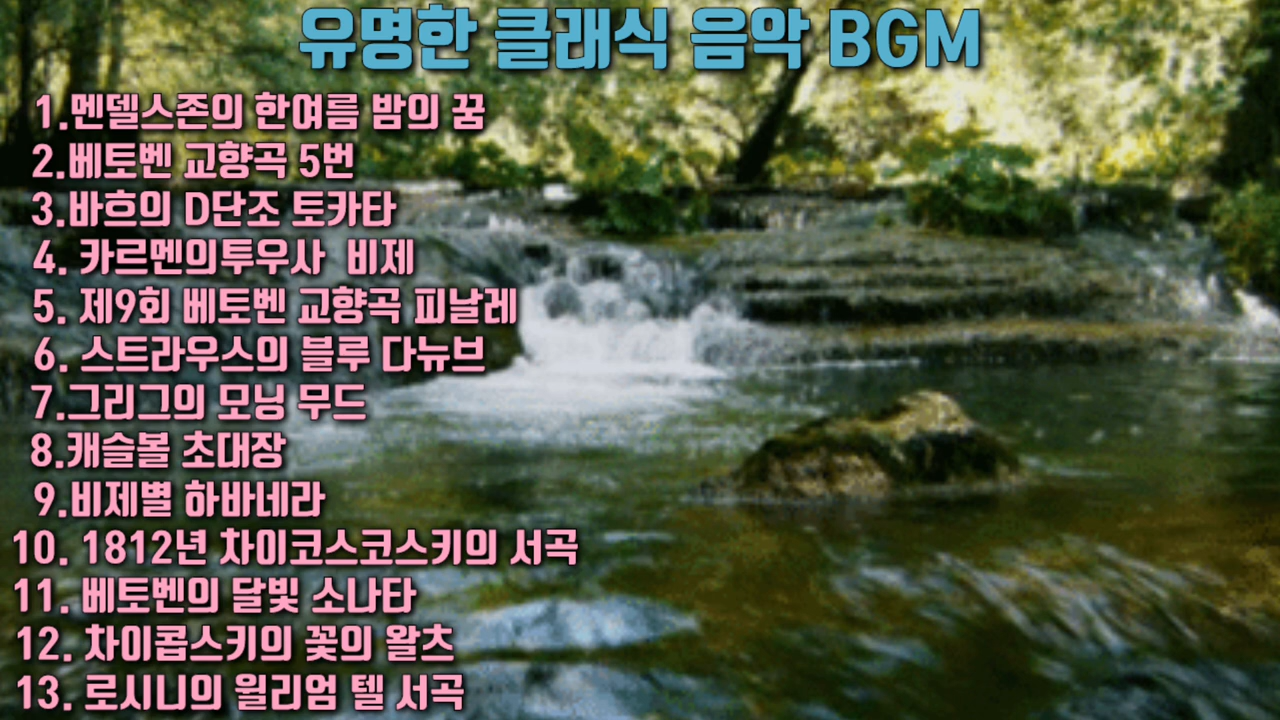 유명한 클래식 음악 BGM
1.멘델스존의 한여름 밤의 꿈
2.베토벤 교향곡 5번
3.바흐의 D단조 토카타
4. 카르멘의투우사 비제
5. 제9회 베토벤 교향곡 피날레
6. 스트라우스의 블루 다뉴브
7.그리그의 모닝 무드
8.캐슬볼 초대장
9.비제별 하바네라
10. 1812년 차이코스코스키의 서곡
11. 베토벤의 달빛 소나타
12. 차이콥스키의 꽃의 왈츠
13. 로시니의 윌리엄 텔 서곡